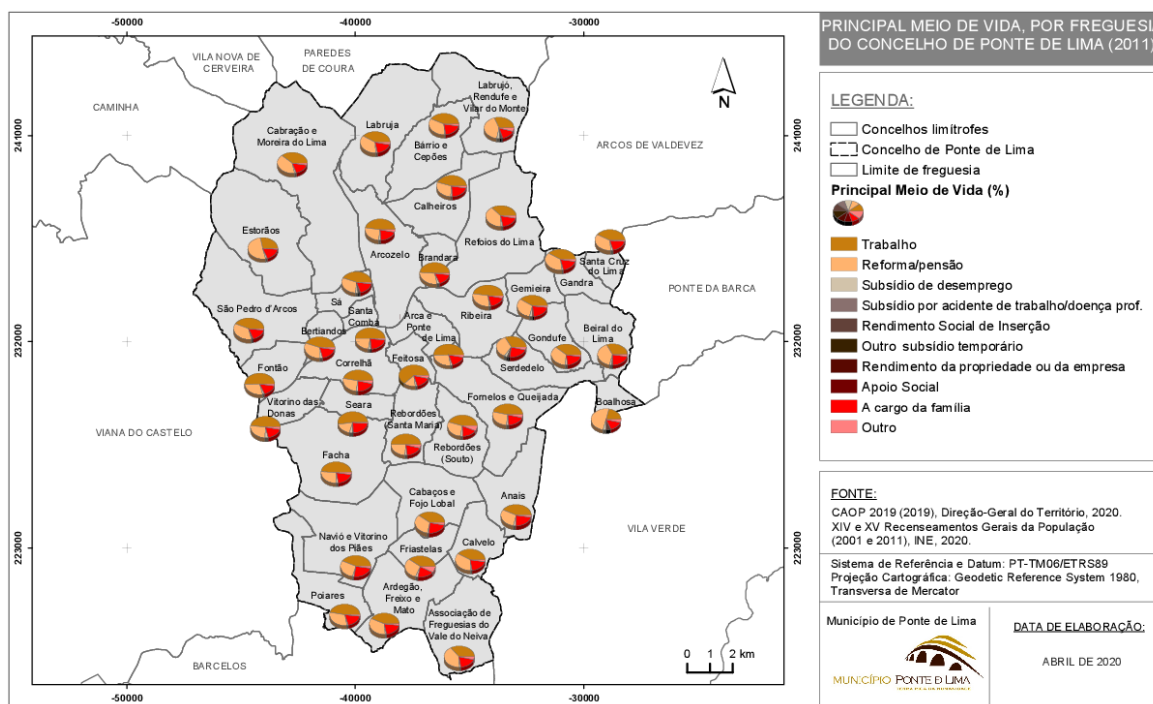 -50000
-40000
-30000
PRINCIPAL MEIO DE VIDA, POR FREGUESIA
DO CONCELHO DE PONTE DE LIMA (2011)
VILA NOVA DE
CERVEIRA
PAREDES
DE COURA
CAMINHA
ARCOS DE VALDEVEZ
PONTE DA BARCA
VIANA DO CASTELO
VILA VERDE
BARCELOS
N
241000
232000
223000
241000
232000
223000
Labrujó,
Rendufe e
Vilar do Monte
Labruja
Cabração e
Moreira do Lima
Bárrio e
Cepões
Calheiros
Estorãos
Arcozelo
Refoios do Lima
Brandara
Santa Cruz
do Lima
Gandra
Gemieira
Sá
Santa
Comba
São Pedro d'Arcos
Bertiandos
Arca e
Ponte
de Lima
Ribeira
Gondufe
Beiral do
Lima
Serdedelo
Correlhã
Feitosa
Fontão
Vitorino das
Donas
Seara
Rebordões
(Santa Maria)
Fornelos e Queijada
Boalhosa
Rebordões
(Souto)
Facha
Cabaços e
Fojo Lobal
Anais
Navió e Vitorino
dos Piães
Friastelas
Calvelo
Ardegão,
Freixo e
Mato
Poiares
Associação de
Freguesias do
Vale do Neiva
0 1 2 km
-50000
-40000
-30000
LEGENDA:
Concelhos limítrofes
Concelho de Ponte de Lima
Limite de freguesia
Principal Meio de Vida (%)
Trabalho
Reforma/pensão
Subsídio de desemprego
Subsídio por acidente de trabalho/doença prof.
Rendimento Social de Inserção
Outro subsídio temporário
Rendimento da propriedade ou da empresa
Apoio Social
A cargo da família
Outro
FONTE:
CAOP 2019 (2019), Direção-Geral do Território, 2020.
XIV e XV Recenseamentos Gerais da População
(2001 e 2011), INE, 2020.
Sistema de Referência e Datum: PT-TM06/ETRS89
Projeção Cartográfica: Geodetic Reference System 1980,
Transversa de Mercator
Município de Ponte de Lima
MUNICÍPIO PONTE D LIMA
DATA DE ELABORAÇÃO:
ABRIL DE 2020